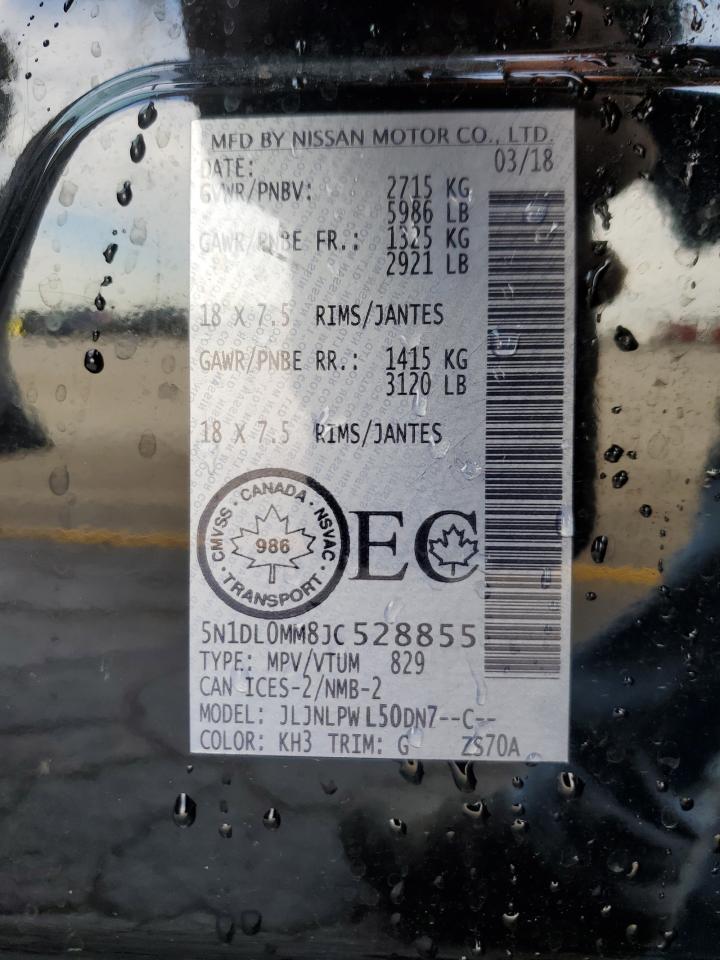 MFD BY NISSAN MOTOR CO., LTD.
DATE: 03/18
GVWR/PNBV: 2715 KG
5986 LB
GAWR/PNBE FR.: 1325 KG
2921 LB
18 X 7.5 RIMS/JANTES
GAWR/PNBE RR.: 1415 KG
3120 LB
18 X 7.5 RIMS/JANTES
CANADA · NSVAC · TRANSPORT · CMVSS ·
986
EC
5N1DL0MM8JC528855
TYPE: MPV/VTUM 829
CAN ICES-2/NMB-2
MODEL: JLJNLPWL50DN7--C--
COLOR: KH3 TRIM: G ZS70A